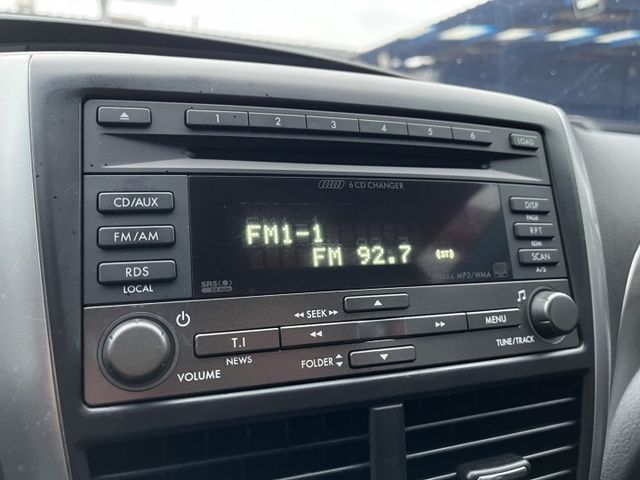 1 2 3 4 5 6 LOAD
6 CD CHANGER
CD/AUX
FM/AM
RDS
LOCAL
FM1-1
FM 92.7 (ST)
SRS
MP3/WMA
DISP
PAGE
RPT
RDM
SCAN
A/S
SEEK
T.I
NEWS
MENU
VOLUME
FOLDER
TUNE/TRACK